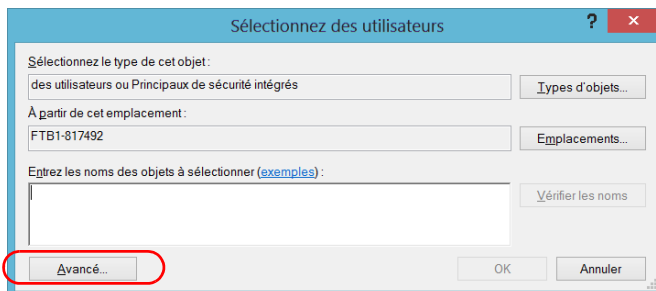 Sélectionnez des utilisateurs
? ×
Sélectionnez le type de cet objet :
des utilisateurs ou Principaux de sécurité intégrés
Types d'objets...
À partir de cet emplacement :
FTB1-817492
Emplacements...
Entrez les noms des objets à sélectionner (exemples) :
Vérifier les noms
Avancé...
OK
Annuler